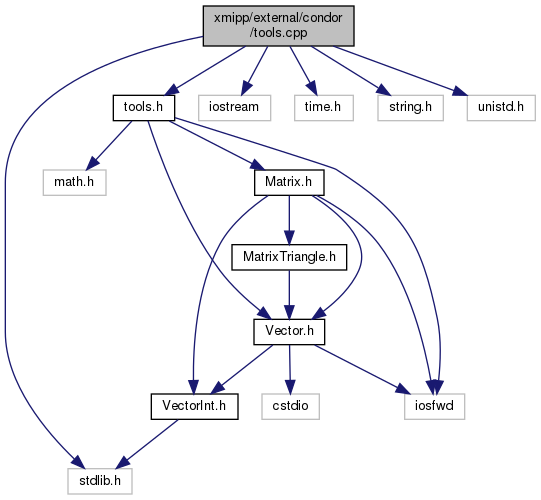 xmipp/external/condor
/tools.cpp
tools.h
iostream
time.h
string.h
unistd.h
math.h
Matrix.h
MatrixTriangle.h
Vector.h
VectorInt.h
cstdio
iosfwd
stdlib.h